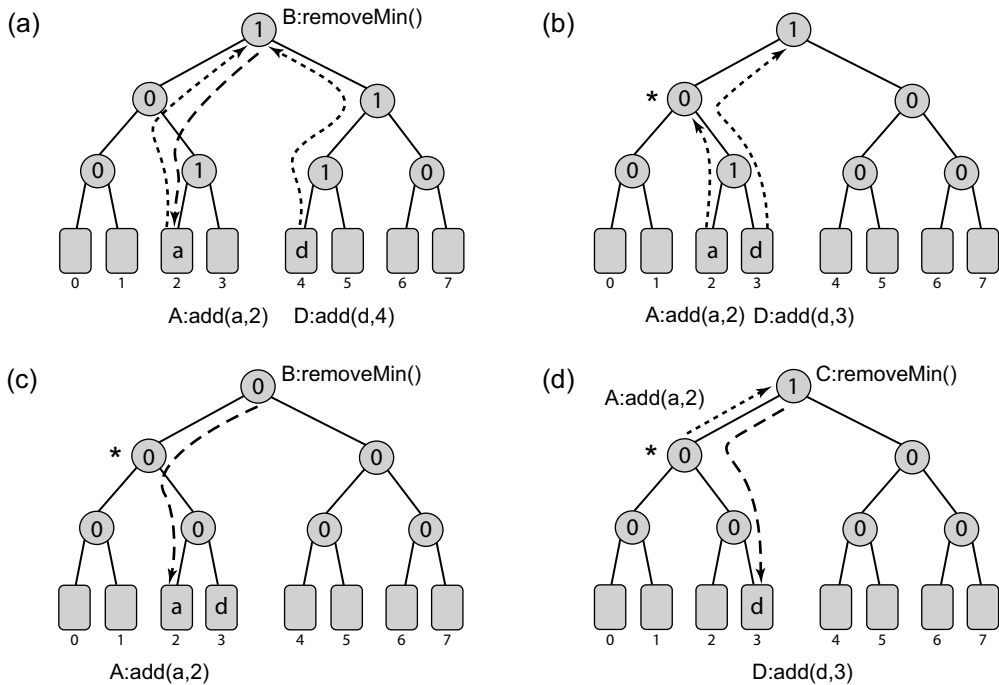 (a) 1 B:removeMin()
0 1
0 1 1 0
a d
0 1 2 3 4 5 6 7
A:add(a,2) D:add(d,4)
(b) 1
* 0 0
0 1 0 0
a d
0 1 2 3 4 5 6 7
A:add(a,2) D:add(d,3)
(c) 0 B:removeMin()
* 0 0
0 0 0 0
a d
0 1 2 3 4 5 6 7
A:add(a,2)
(d) 1 C:removeMin()
A:add(a,2)
* 0 0
0 0 0 0
d
0 1 2 3 4 5 6 7
D:add(d,3)